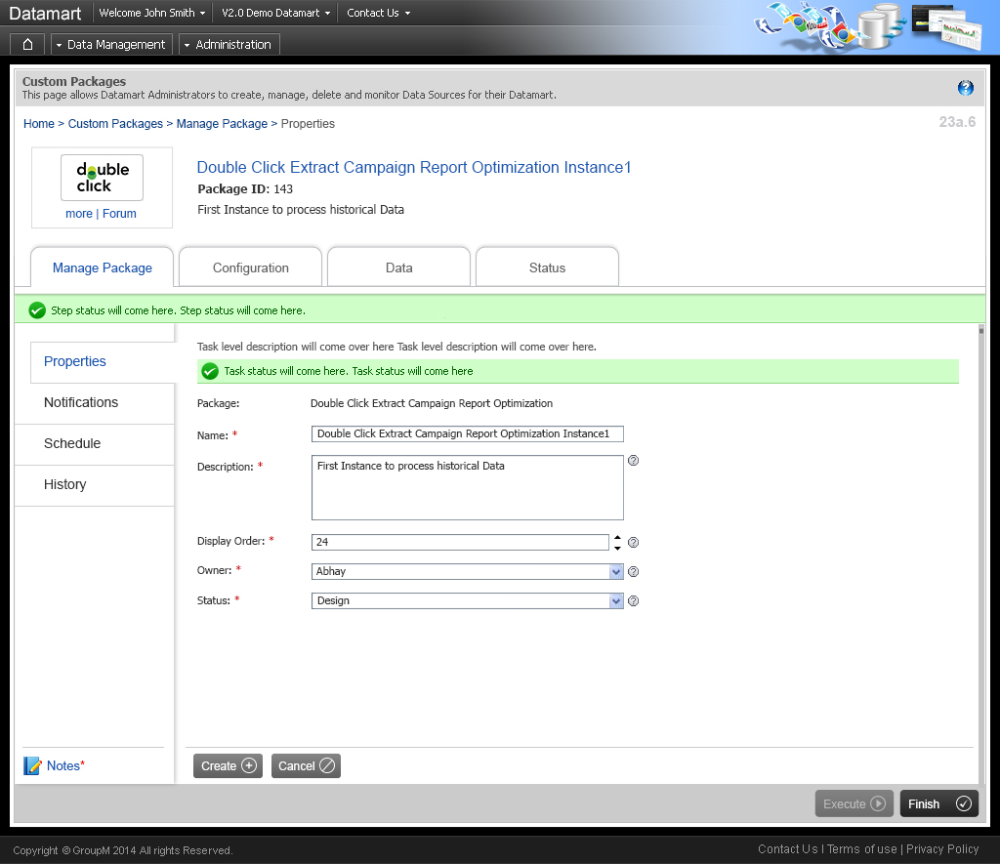 Datamart Welcome John Smith V2.0 Demo Datamart Contact Us
Data Management Administration
You
Custom Packages
This page allows Datamart Administrators to create, manage, delete and monitor Data Sources for their Datamart.
?
Home > Custom Packages > Manage Package > Properties
23a.6
double
click
more | Forum
Double Click Extract Campaign Report Optimization Instance1
Package ID: 143
First Instance to process historical Data
Manage Package Configuration Data Status
Step status will come here. Step status will come here.
Properties
Notifications
Schedule
History
Task level description will come over here Task level description will come over here.
Task status will come here. Task status will come here
Package: Double Click Extract Campaign Report Optimization
Name: * Double Click Extract Campaign Report Optimization Instance1
Description: * First Instance to process historical Data ?
Display Order: * 24 ?
Owner: * Abhay ?
Status: * Design ?
Notes*
Create Cancel
Execute Finish
Copyright © GroupM 2014 All rights Reserved.
Contact Us | Terms of use | Privacy Policy